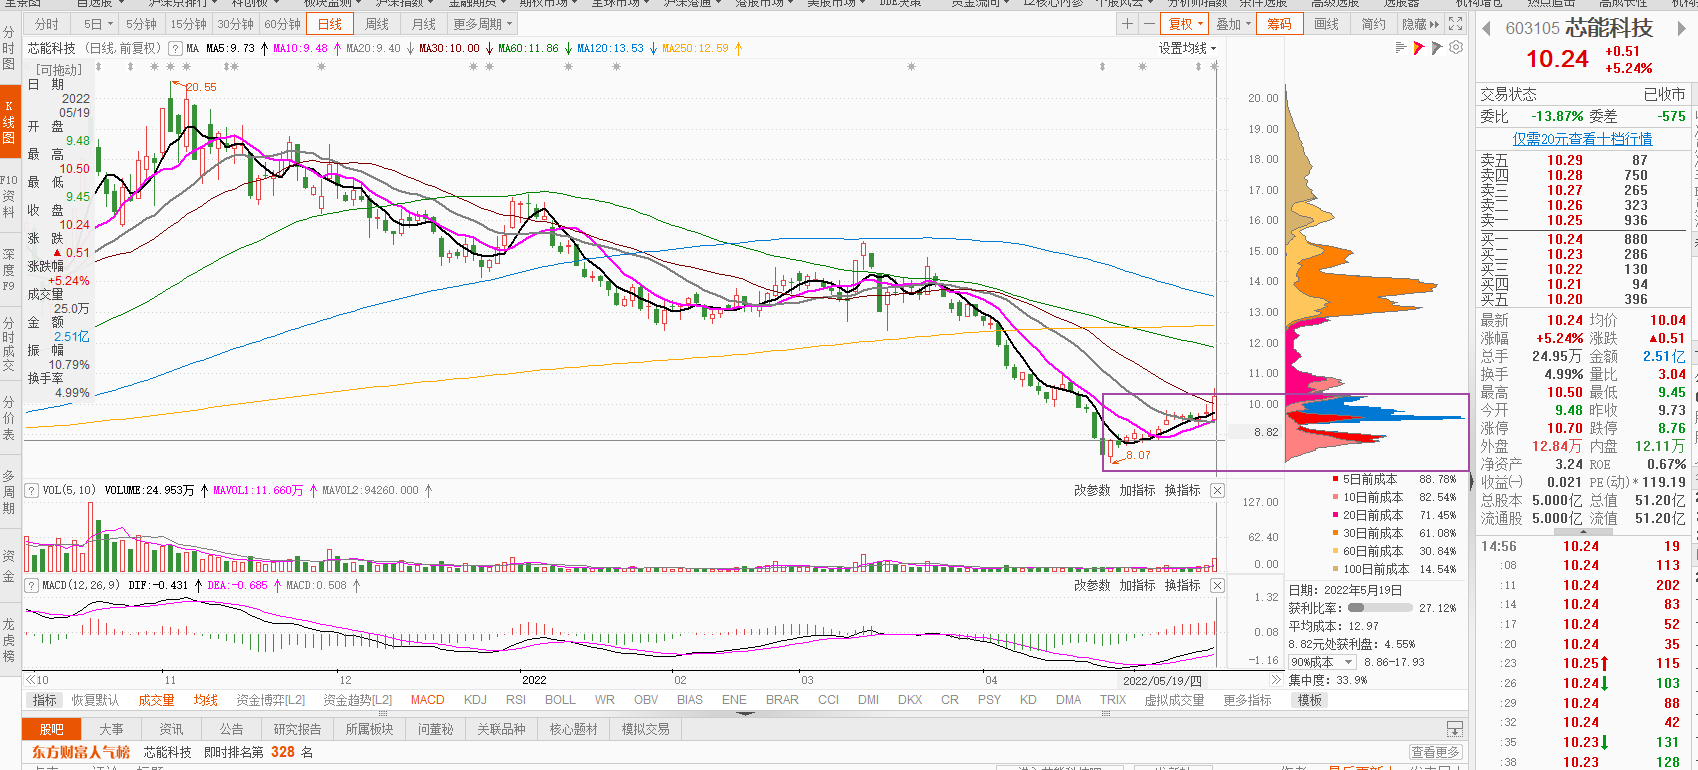 分时 5日 5分钟 15分钟 30分钟 60分钟 日线 周线 月线 更多周期 复权 叠加 筹码 画线 简约 隐藏
芯能科技 (日线,前复权) ? MA MA5:9.73 MA10:9.48 MA20:9.40 MA30:10.00 MA60:11.86 MA120:13.53 MA250:12.59 设置均线
[可拖动]
日 期
2022
05/19
开 盘
9.48
最 高
10.50
最 低
9.45
收 盘
10.24
涨 跌
▲0.51
涨跌幅
+5.24%
成交量
25.0万
金 额
2.51亿
振 幅
10.79%
换手率
4.99%
分时图
K线图
F10资料
深度F9
分时成交
分价表
多周期
资金
龙虎榜
20.55
8.07
20.00
19.00
18.00
17.00
16.00
15.00
14.00
13.00
12.00
11.00
10.00
8.82
? VOL(5,10) VOLUME:24.953万 MAVOL1:11.660万 MAVOL2:94260.000 改参数 加指标 换指标
127.00
62.40
0.00
? MACD(12,26,9) DIF:-0.431 DEA:-0.685 MACD:0.508 改参数 加指标 换指标
1.32
0.08
-1.16
10 11 12 2022 02 03 04 2022/05/19/四
5日前成本 88.78%
10日前成本 82.54%
20日前成本 71.45%
30日前成本 61.08%
60日前成本 30.84%
100日前成本 14.54%
日期: 2022年5月19日
获利比率: 27.12%
平均成本: 12.97
8.82元处获利盘: 4.55%
90%成本 8.86-17.93
集中度: 33.9%
指标 恢复默认 成交量 均线 资金博弈[L2] 资金趋势[L2] MACD KDJ RSI BOLL WR OBV BIAS ENE BRAR CCI DMI DKX CR PSY KD DMA TRIX 虚拟成交量 更多指标 模板
股吧 大事 资讯 公告 研究报告 所属板块 问董秘 关联品种 核心题材 模拟交易
东方财富人气榜 芯能科技 即时排名第 328 名 查看更多
603105 芯能科技
10.24 +0.51
+5.24%
交易状态 已收市
委比 -13.87% 委差 -575
仅需20元查看十档行情
卖五 10.29 87
卖四 10.28 750
卖三 10.27 265
卖二 10.26 323
卖一 10.25 936
买一 10.24 880
买二 10.23 286
买三 10.22 130
买四 10.21 94
买五 10.20 396
最新 10.24 均价 10.04
涨幅 +5.24% 涨跌 ▲0.51
总手 24.95万 金额 2.51亿
换手 4.99% 量比 3.04
最高 10.50 最低 9.45
今开 9.48 昨收 9.73
涨停 10.70 跌停 8.76
外盘 12.84万 内盘 12.11万
净资产 3.24 ROE 0.67%
收益㈠ 0.021 PE(动)* 119.19
总股本 5.000亿 总值 51.20亿
流通股 5.000亿 流值 51.20亿
14:56 10.24 19
:08 10.24 113
:11 10.24 202
:14 10.24 83
:17 10.24 52
:20 10.24 35
:23 10.25 115
:26 10.24 103
:29 10.24 88
:32 10.24 42
:35 10.23 131
:38 10.23 128